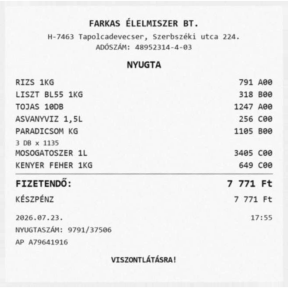 FARKAS ÉLELMISZER BT.
H-7463 Tapolcadevecser, Szerbszéki utca 224.
ADÓSZÁM: 48952314-4-03
NYUGTA
RIZS 1KG 791 A00
LISZT BL55 1KG 318 B00
TOJAS 10DB 1247 A00
ASVANYVIZ 1,5L 256 C00
PARADICSOM KG 1105 B00
3 DB x 1135
MOSOGATOSZER 1L 3405 C00
KENYER FEHER 1KG 649 C00
FIZETENDŐ: 7 771 Ft
KÉSZPÉNZ 7 771 Ft
2026.07.23. 17:55
NYUGTASZÁM: 9791/37506
AP A79641916
VISZONTLÁTÁSRA!